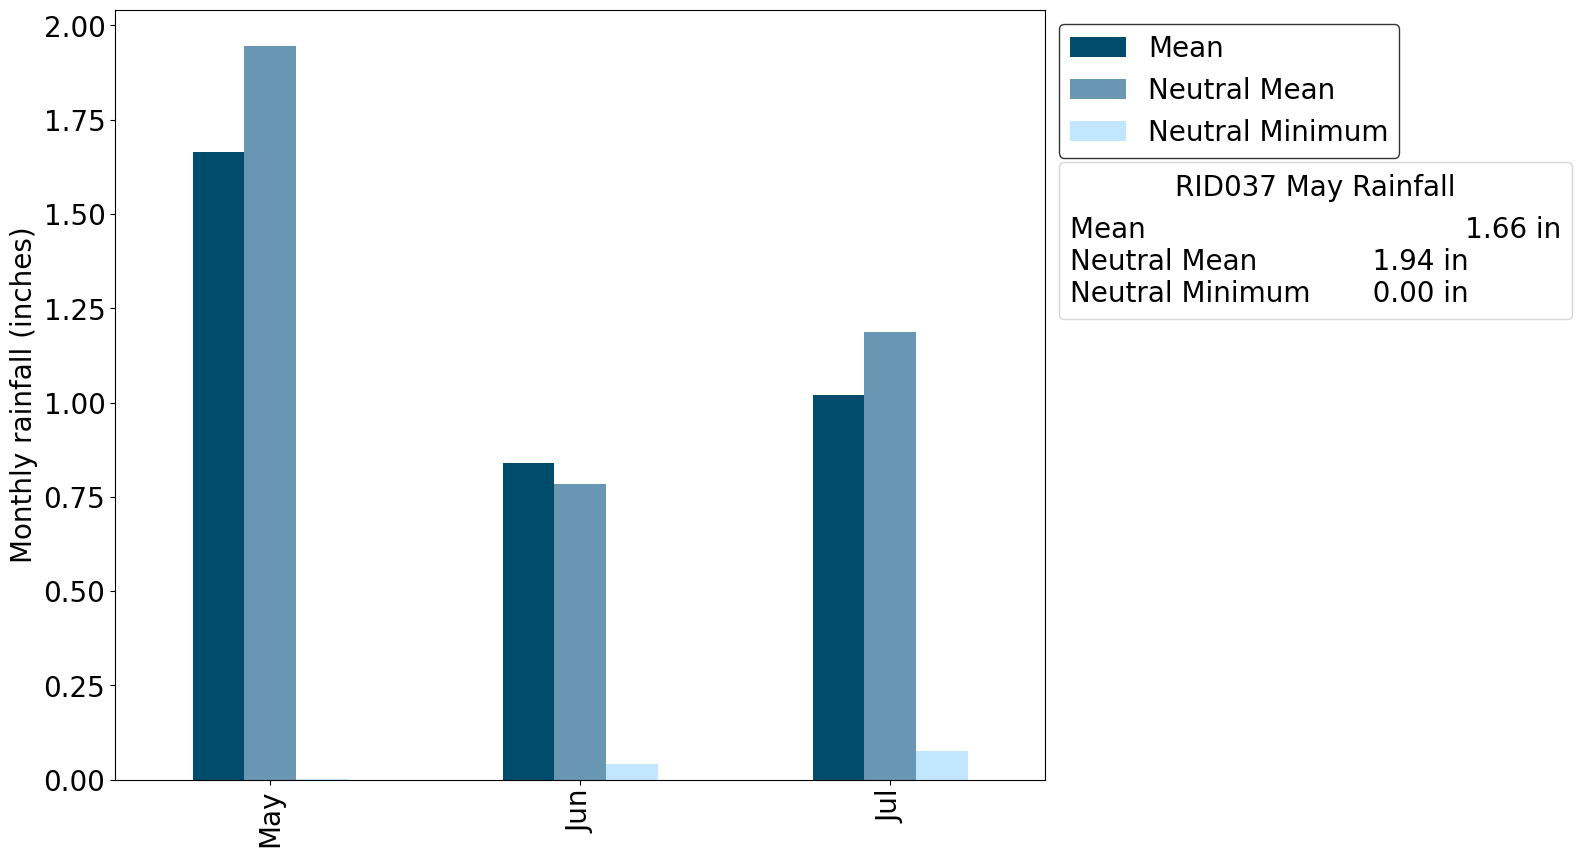 2.00
1.75
1.50
1.25
1.00
0.75
0.50
0.25
0.00
Monthly rainfall (inches)
May
Jun
Jul
Mean
Neutral Mean
Neutral Minimum
RID037 May Rainfall
Mean 1.66 in
Neutral Mean 1.94 in
Neutral Minimum 0.00 in